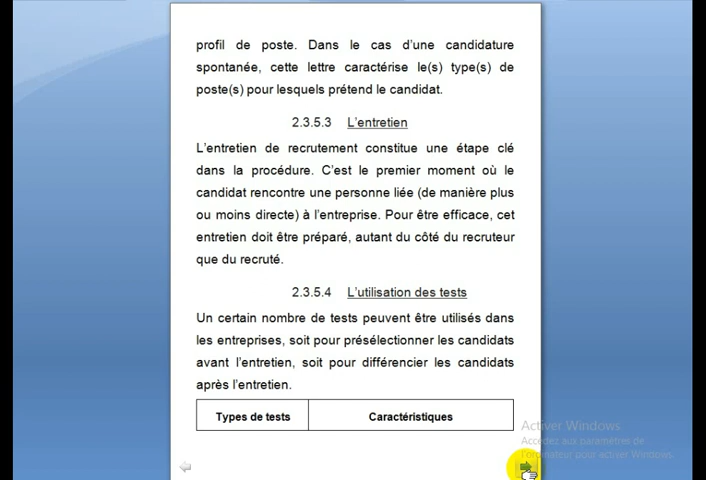 profil de poste. Dans le cas d’une candidature
spontanée, cette lettre caractérise le(s) type(s) de
poste(s) pour lesquels prétend le candidat.
2.3.5.3 L’entretien
L’entretien de recrutement constitue une étape clé
dans la procédure. C’est le premier moment où le
candidat rencontre une personne liée (de manière plus
ou moins directe) à l’entreprise. Pour être efficace, cet
entretien doit être préparé, autant du côté du recruteur
que du recruté.
2.3.5.4 L’utilisation des tests
Un certain nombre de tests peuvent être utilisés dans
les entreprises, soit pour présélectionner les candidats
avant l’entretien, soit pour différencier les candidats
après l’entretien.
Types de tests Caractéristiques
Activer Windows
Accédez aux paramètres de
l’ordinateur pour activer Windows.